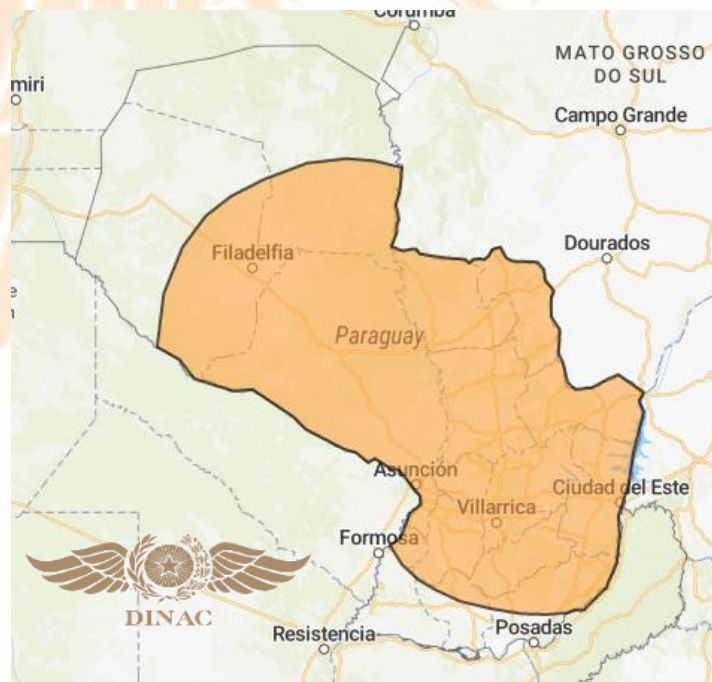 Corumba
MATO GROSSO
DO SUL
miri
Campo Grande
Filadelfia
Dourados
Paraguay
Asunción
Ciudad del Este
Villarrica
Formosa
DINAC
Resistencia
Posadas